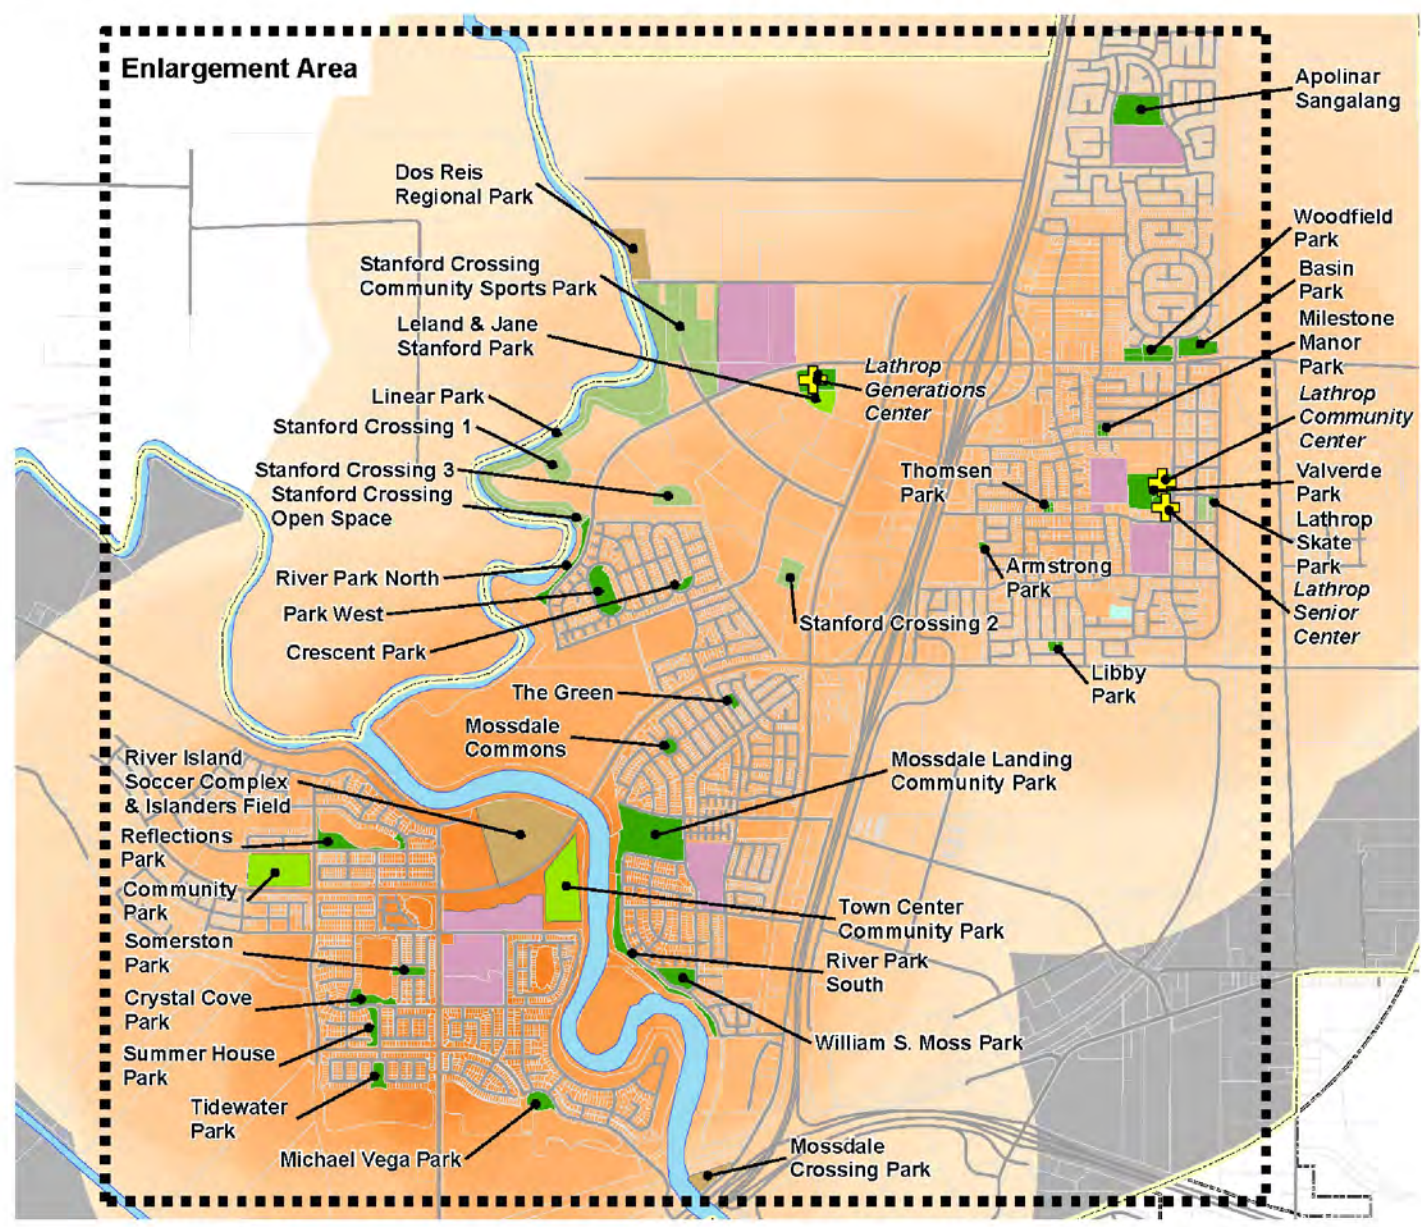 Enlargement Area
Apolinar
Sangalang
Dos Reis
Regional Park
Woodfield
Park
Stanford Crossing
Community Sports Park
Basin
Park
Leland & Jane
Stanford Park
Milestone
Manor
Park
Lathrop
Generations
Center
Linear Park
Lathrop
Community
Center
Stanford Crossing 1
Stanford Crossing 3
Thomsen
Park
Valverde
Park
Stanford Crossing
Open Space
Lathrop
Skate
Park
River Park North
Armstrong
Park
Lathrop
Senior
Center
Park West
Stanford Crossing 2
Crescent Park
Libby
Park
The Green
Mossdale
Commons
River Island
Soccer Complex
& Islanders Field
Mossdale Landing
Community Park
Reflections
Park
Community
Park
Town Center
Community Park
Somerston
Park
River Park
South
Crystal Cove
Park
William S. Moss Park
Summer House
Park
Tidewater
Park
Michael Vega Park
Mossdale
Crossing Park